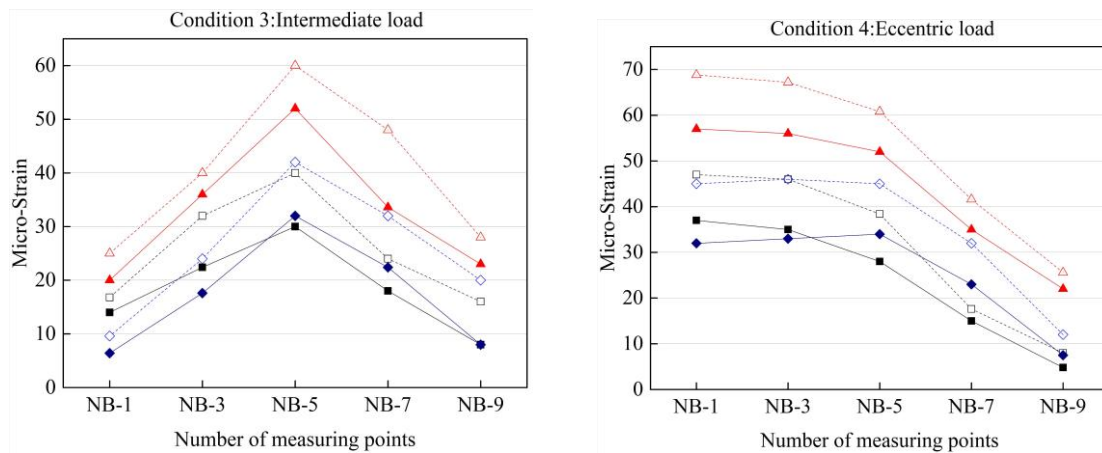 Condition 3:Intermediate load
Micro-Strain
60
50
40
30
20
10
0
NB-1 NB-3 NB-5 NB-7 NB-9
Number of measuring points
Condition 4:Eccentric load
Micro-Strain
70
60
50
40
30
20
10
0
NB-1 NB-3 NB-5 NB-7 NB-9
Number of measuring points